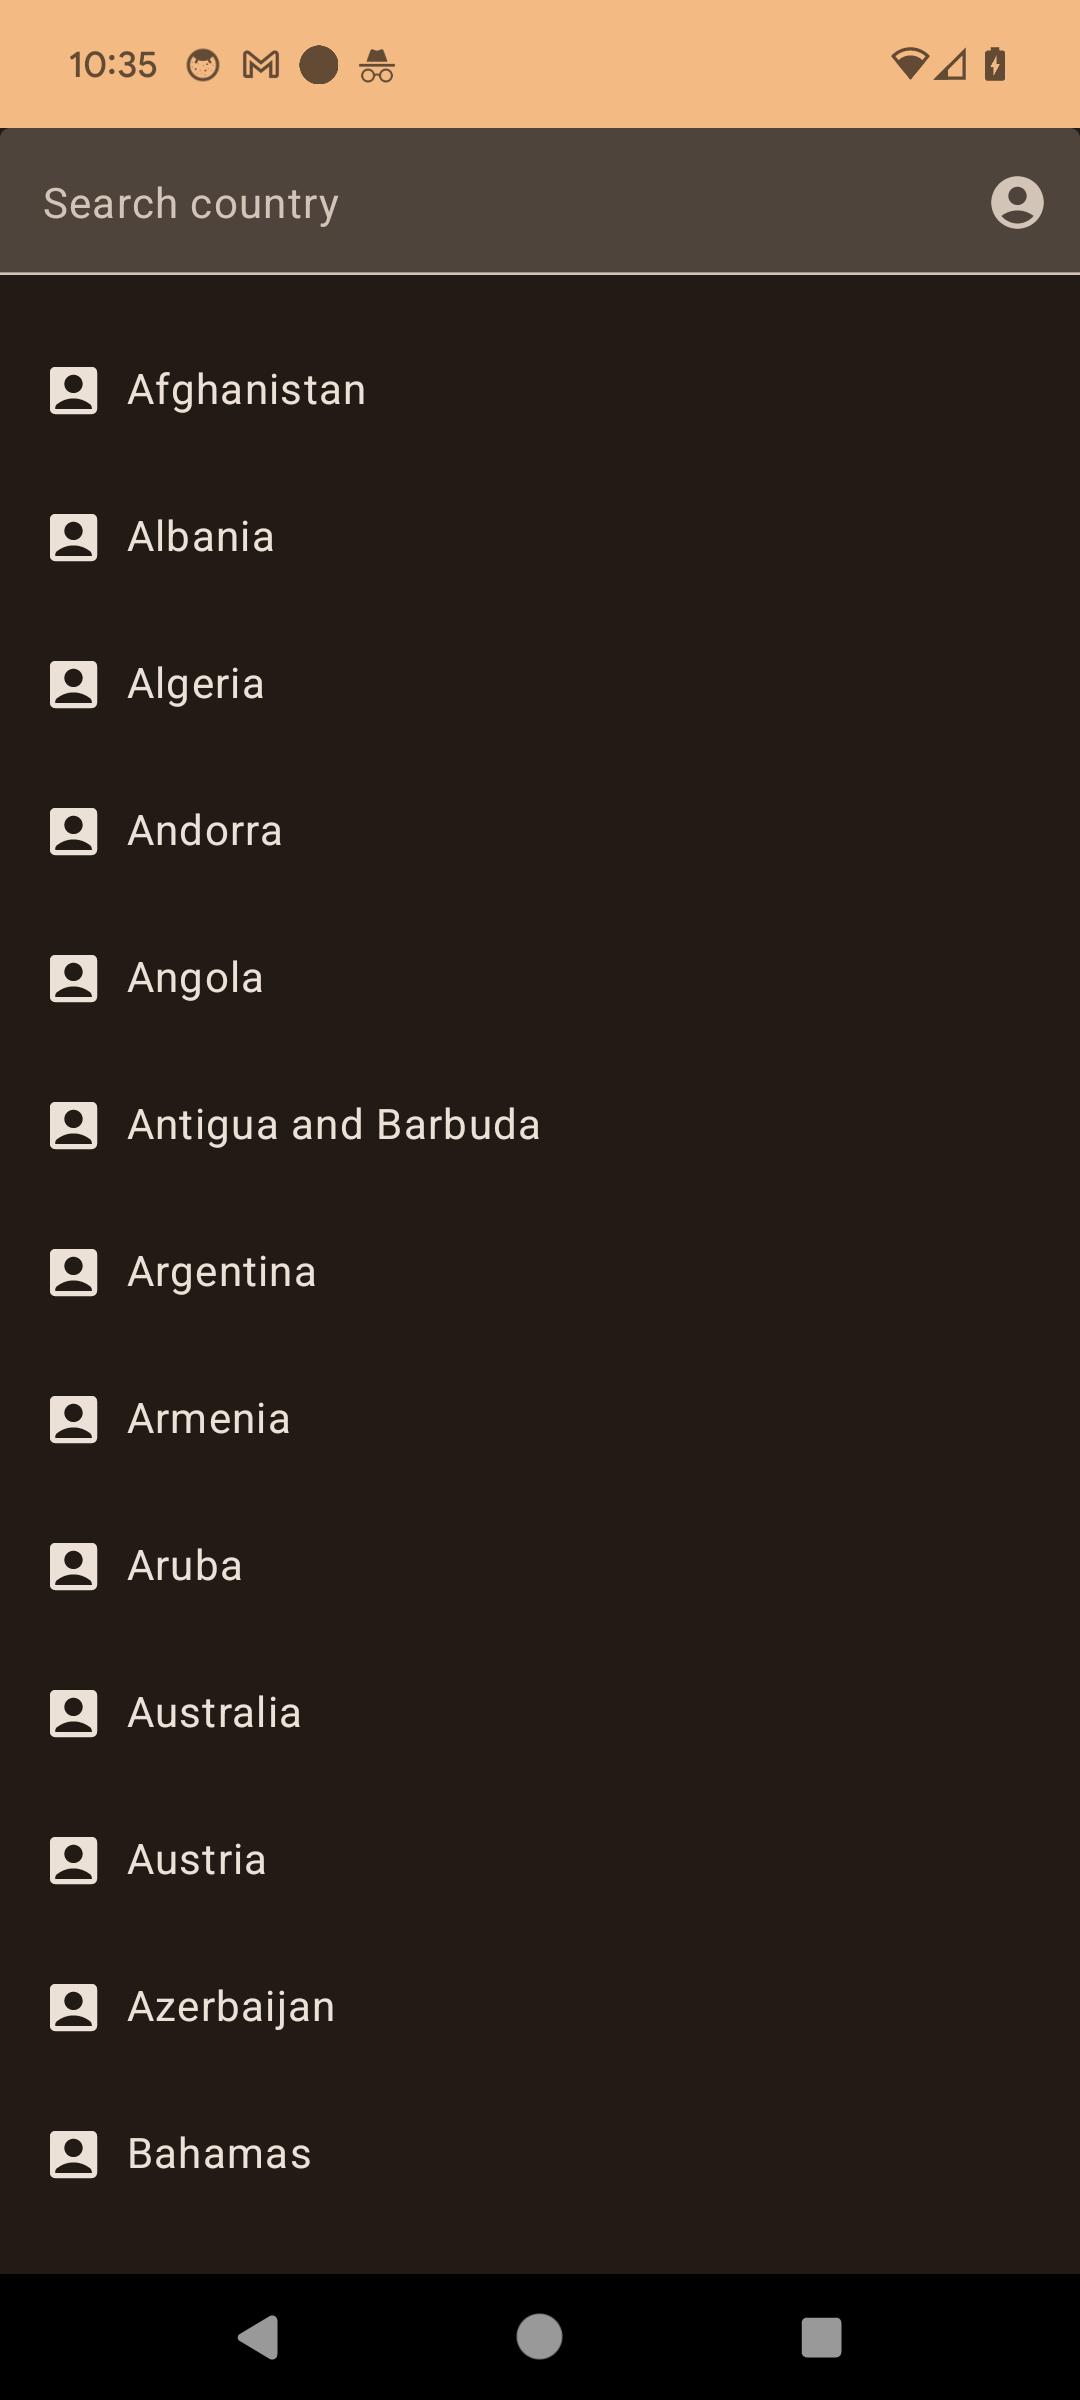 10:35
Search country
Afghanistan
Albania
Algeria
Andorra
Angola
Antigua and Barbuda
Argentina
Armenia
Aruba
Australia
Austria
Azerbaijan
Bahamas